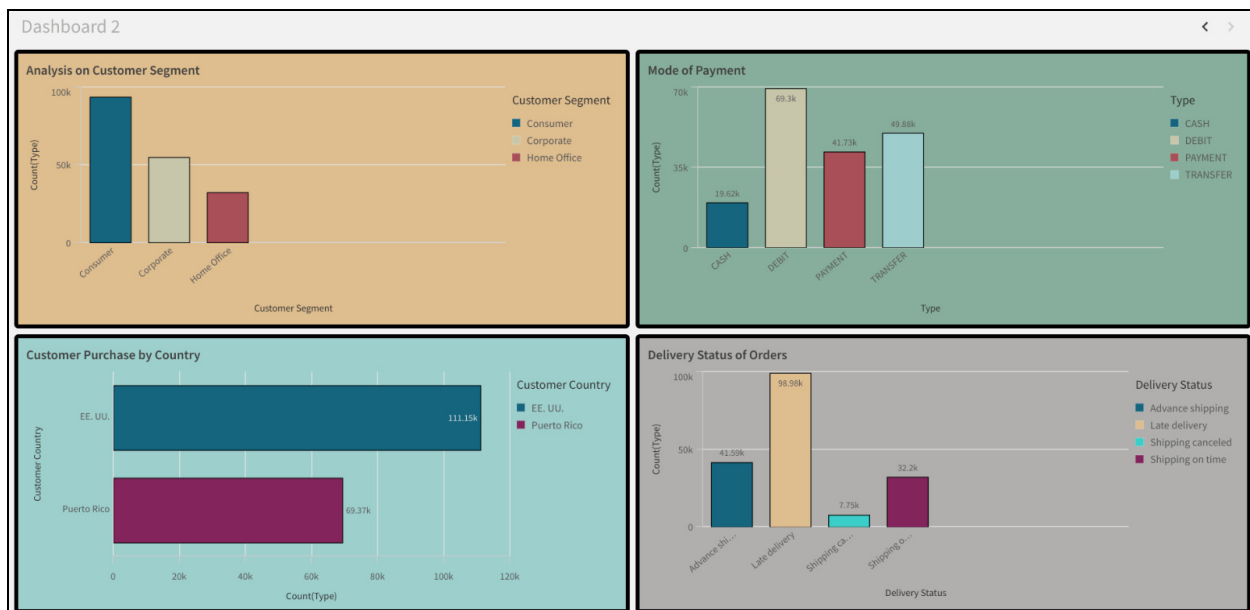 Dashboard 2
Analysis on Customer Segment
100k
50k
0
Count(Type)
Consumer
Corporate
Home Office
Customer Segment
Customer Segment
Consumer
Corporate
Home Office
Mode of Payment
70k
35k
0
Count(Type)
19.62k
69.3k
41.73k
49.88k
CASH
DEBIT
PAYMENT
TRANSFER
Type
Type
CASH
DEBIT
PAYMENT
TRANSFER
Customer Purchase by Country
Customer Country
EE. UU.
Puerto Rico
111.15k
69.37k
0
20k
40k
60k
80k
100k
120k
Count(Type)
Customer Country
EE. UU.
Puerto Rico
Delivery Status of Orders
100k
50k
0
Count(Type)
41.59k
98.98k
7.75k
32.2k
Advance shi...
Late delivery
Shipping ca...
Shipping o...
Delivery Status
Delivery Status
Advance shipping
Late delivery
Shipping canceled
Shipping on time